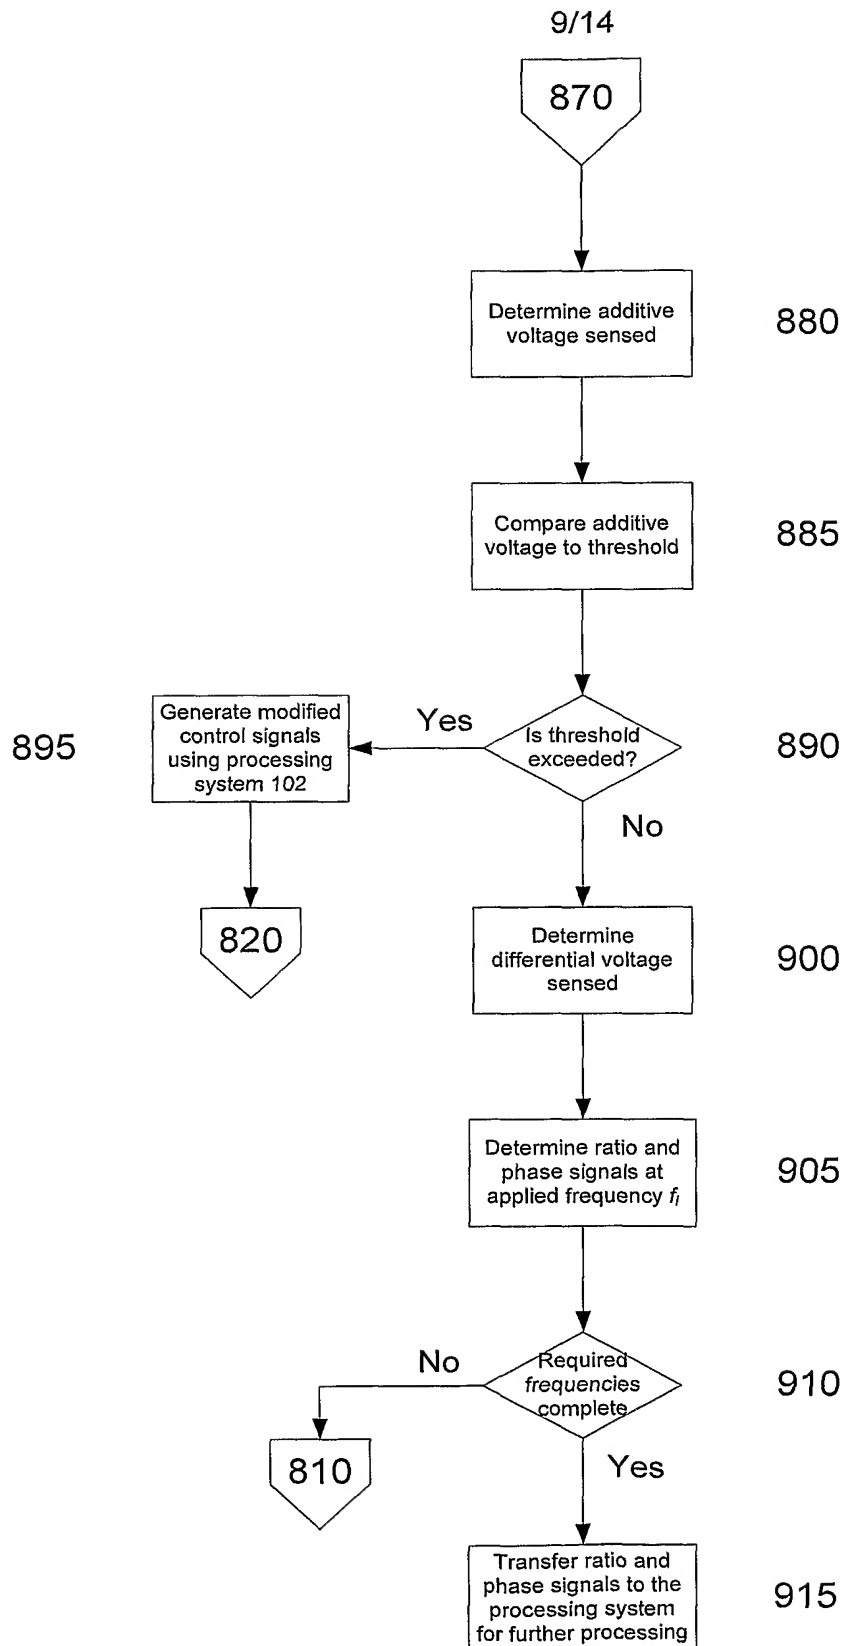 9/14
870
Determine additive
voltage sensed
880
Compare additive
voltage to threshold
885
895
Generate modified
control signals
using processing
system 102
Yes
Is threshold
exceeded?
890
No
820
Determine
differential voltage
sensed
900
Determine ratio and
phase signals at
applied frequency fi
905
No
Required
frequencies
complete
910
810
Yes
Transfer ratio and
phase signals to the
processing system
for further processing
915